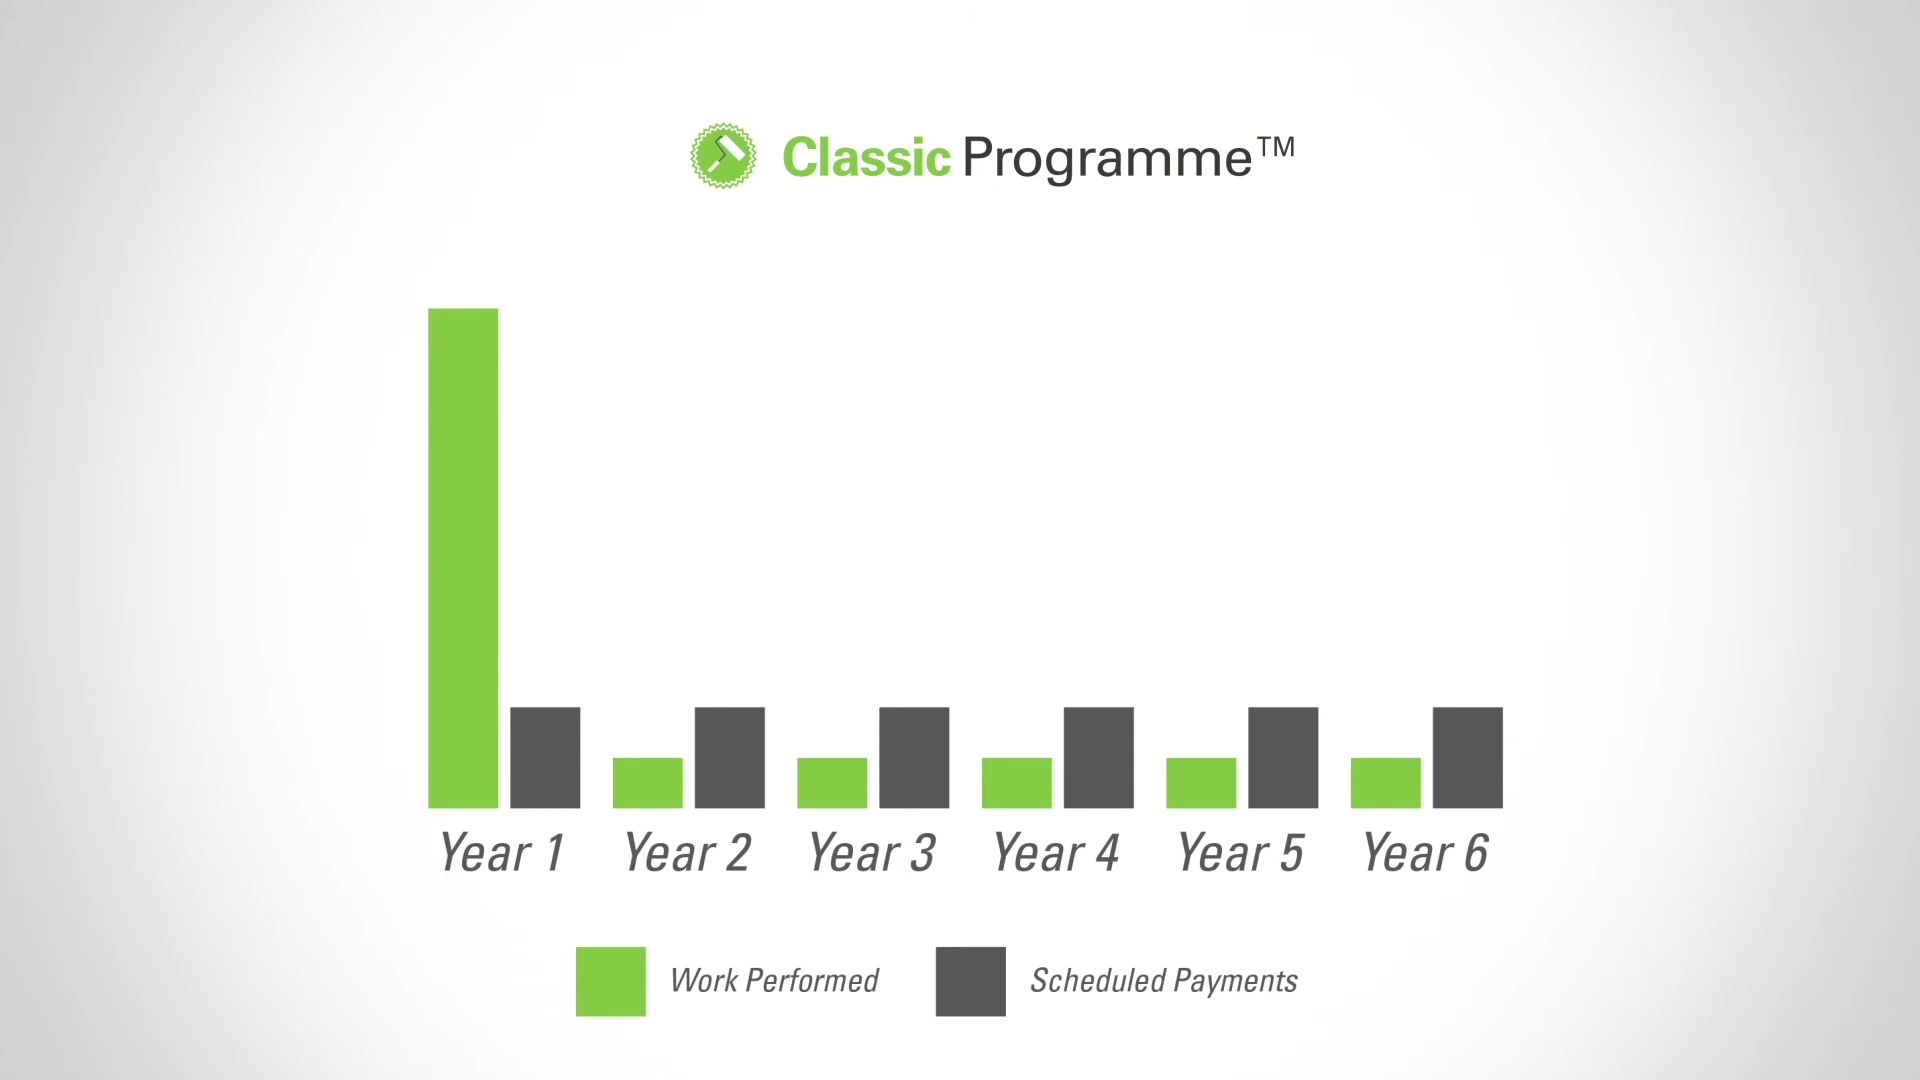 Classic Programme™
Year 1 Year 2 Year 3 Year 4 Year 5 Year 6
Work Performed Scheduled Payments